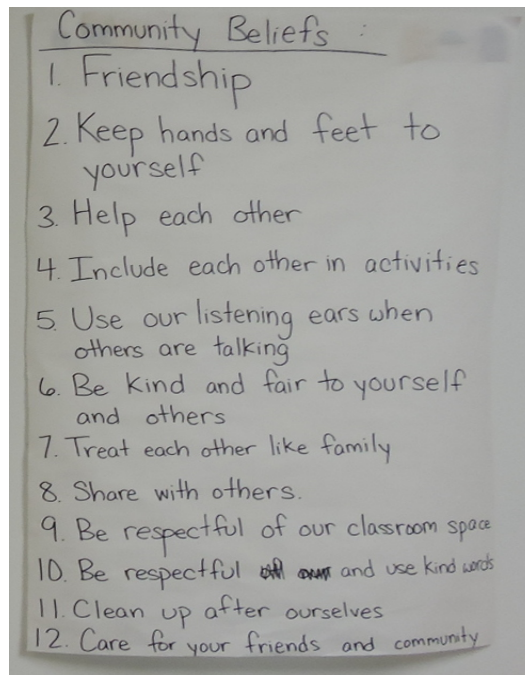 Community Beliefs :
1. Friendship
2. Keep hands and feet to
yourself
3. Help each other
4. Include each other in activities
5. Use our listening ears when
others are talking
6. Be kind and fair to yourself
and others
7. Treat each other like family
8. Share with others.
9. Be respectful of our classroom space
10. Be respectful and use kind words
11. Clean up after ourselves
12. Care for your friends and community